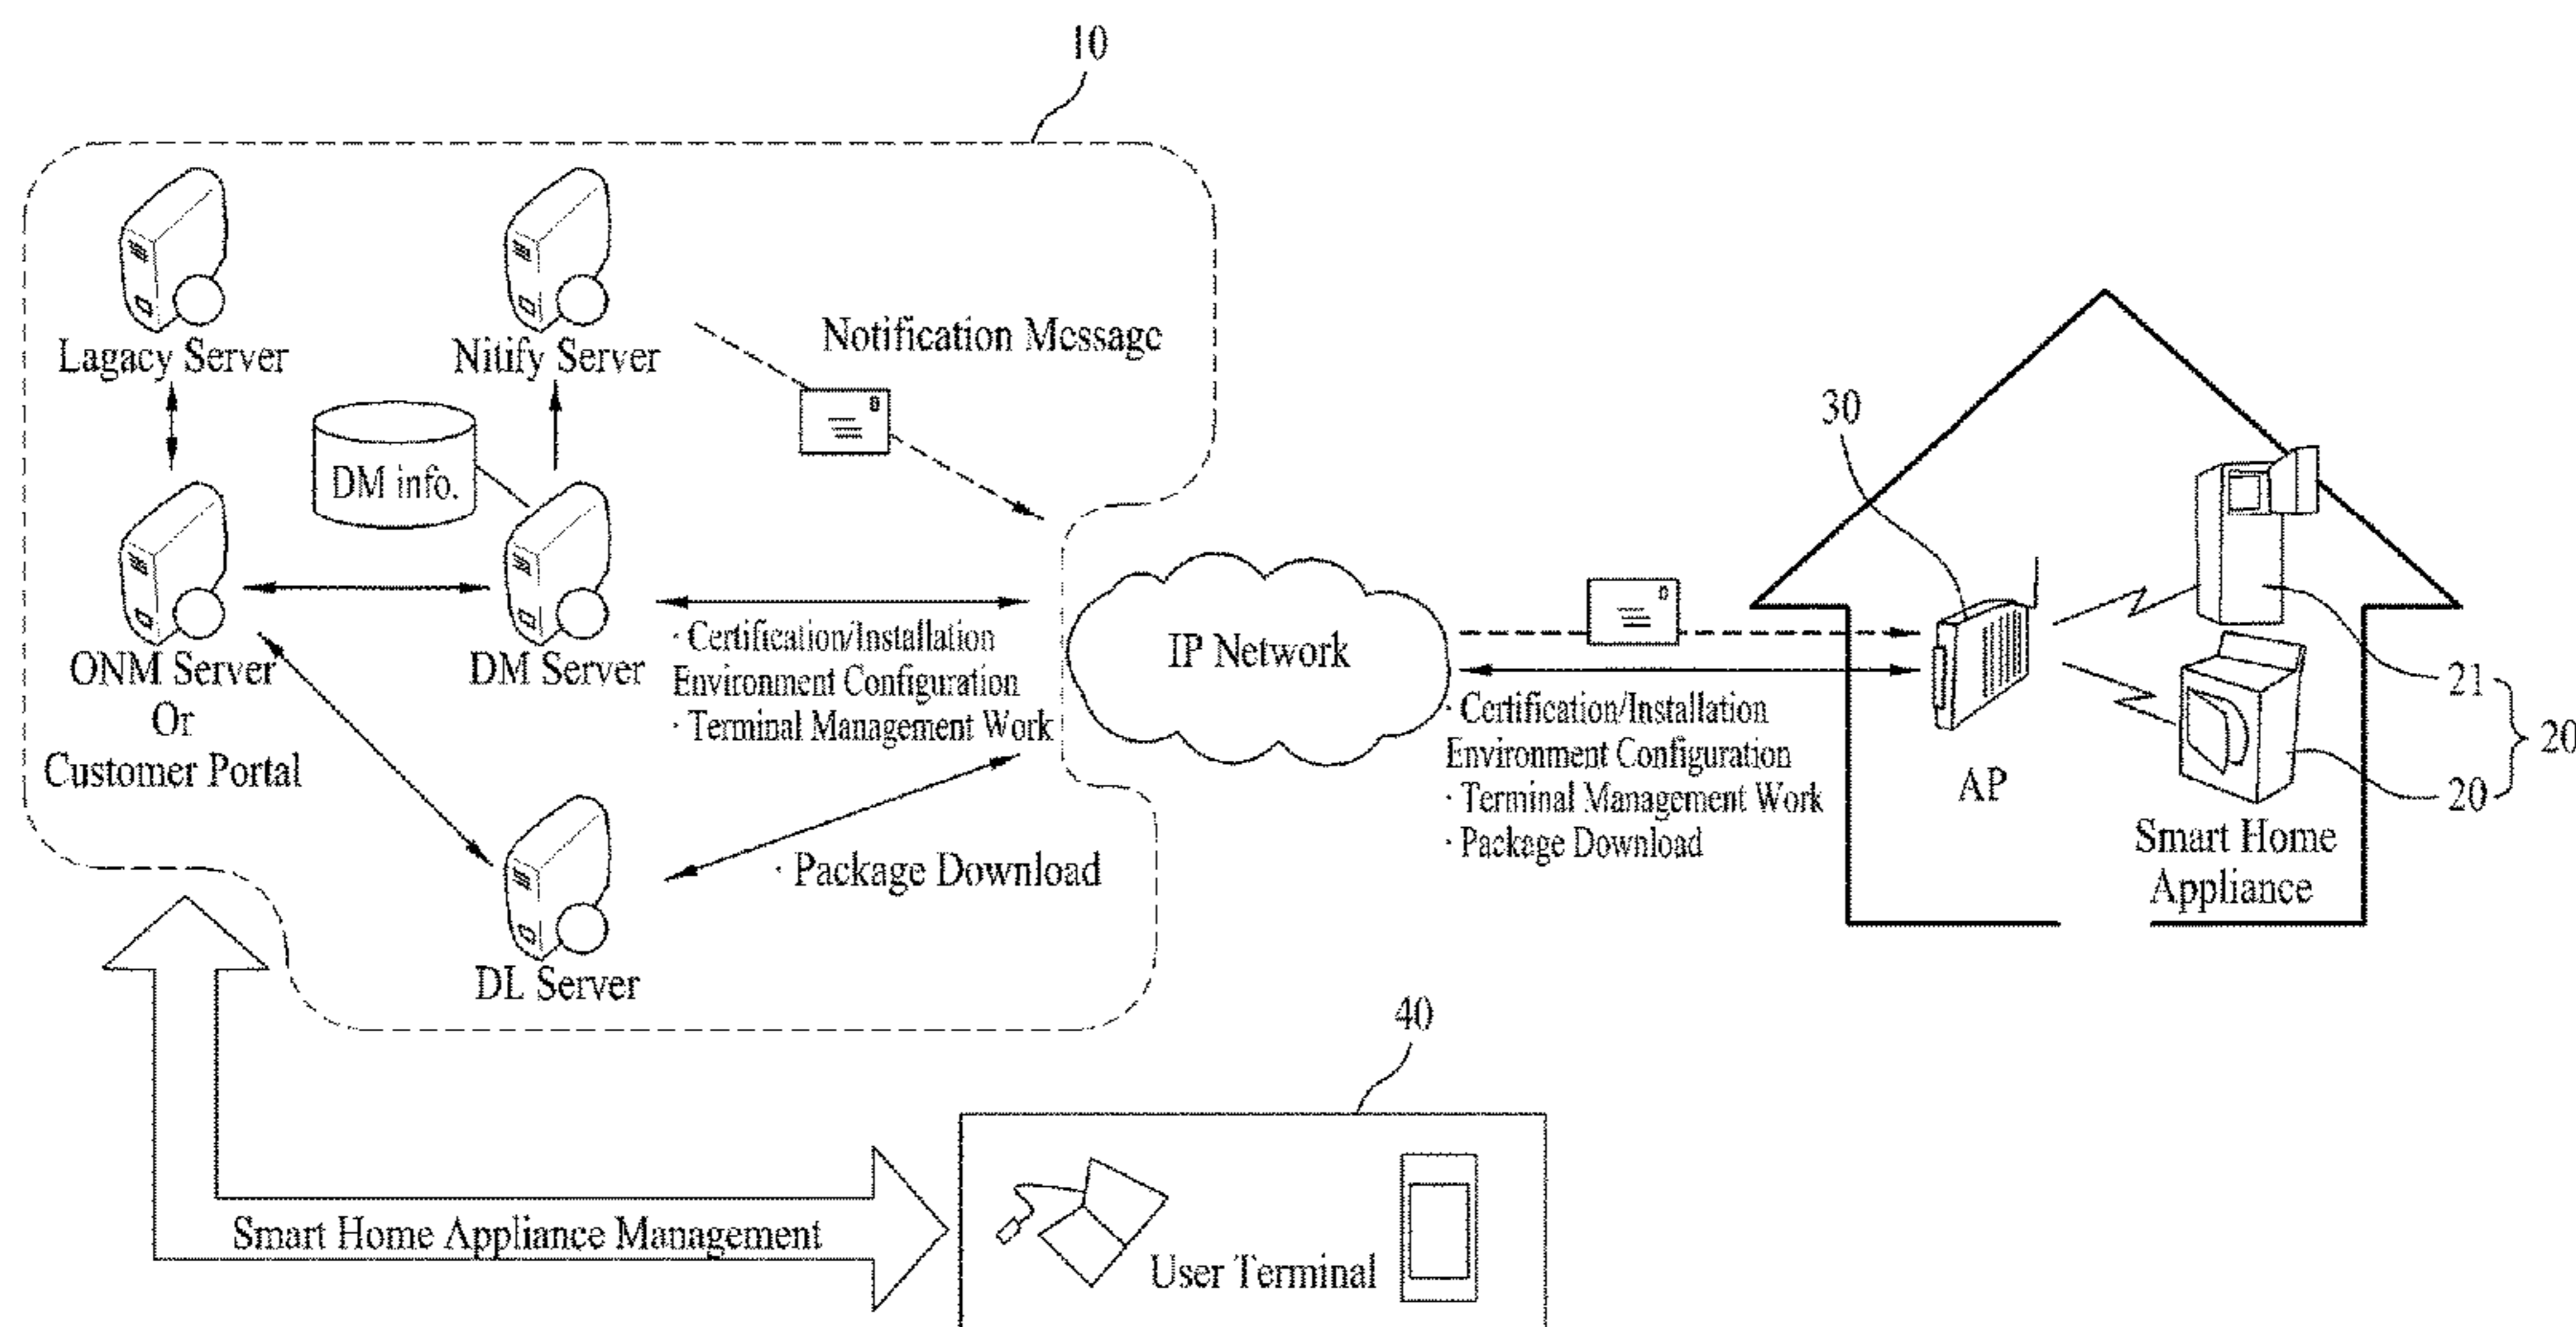 10
Lagacy Server
Nitify Server
Notification Message
DM info.
ONM Server
Or
Customer Portal
DM Server
· Certification/Installation
Environment Configuration
· Terminal Management Work
· Package Download
DL Server
IP Network
· Certification/Installation
Environment Configuration
· Terminal Management Work
· Package Download
30
AP
21
20
20
Smart Home
Appliance
Smart Home Appliance Management
40
User Terminal